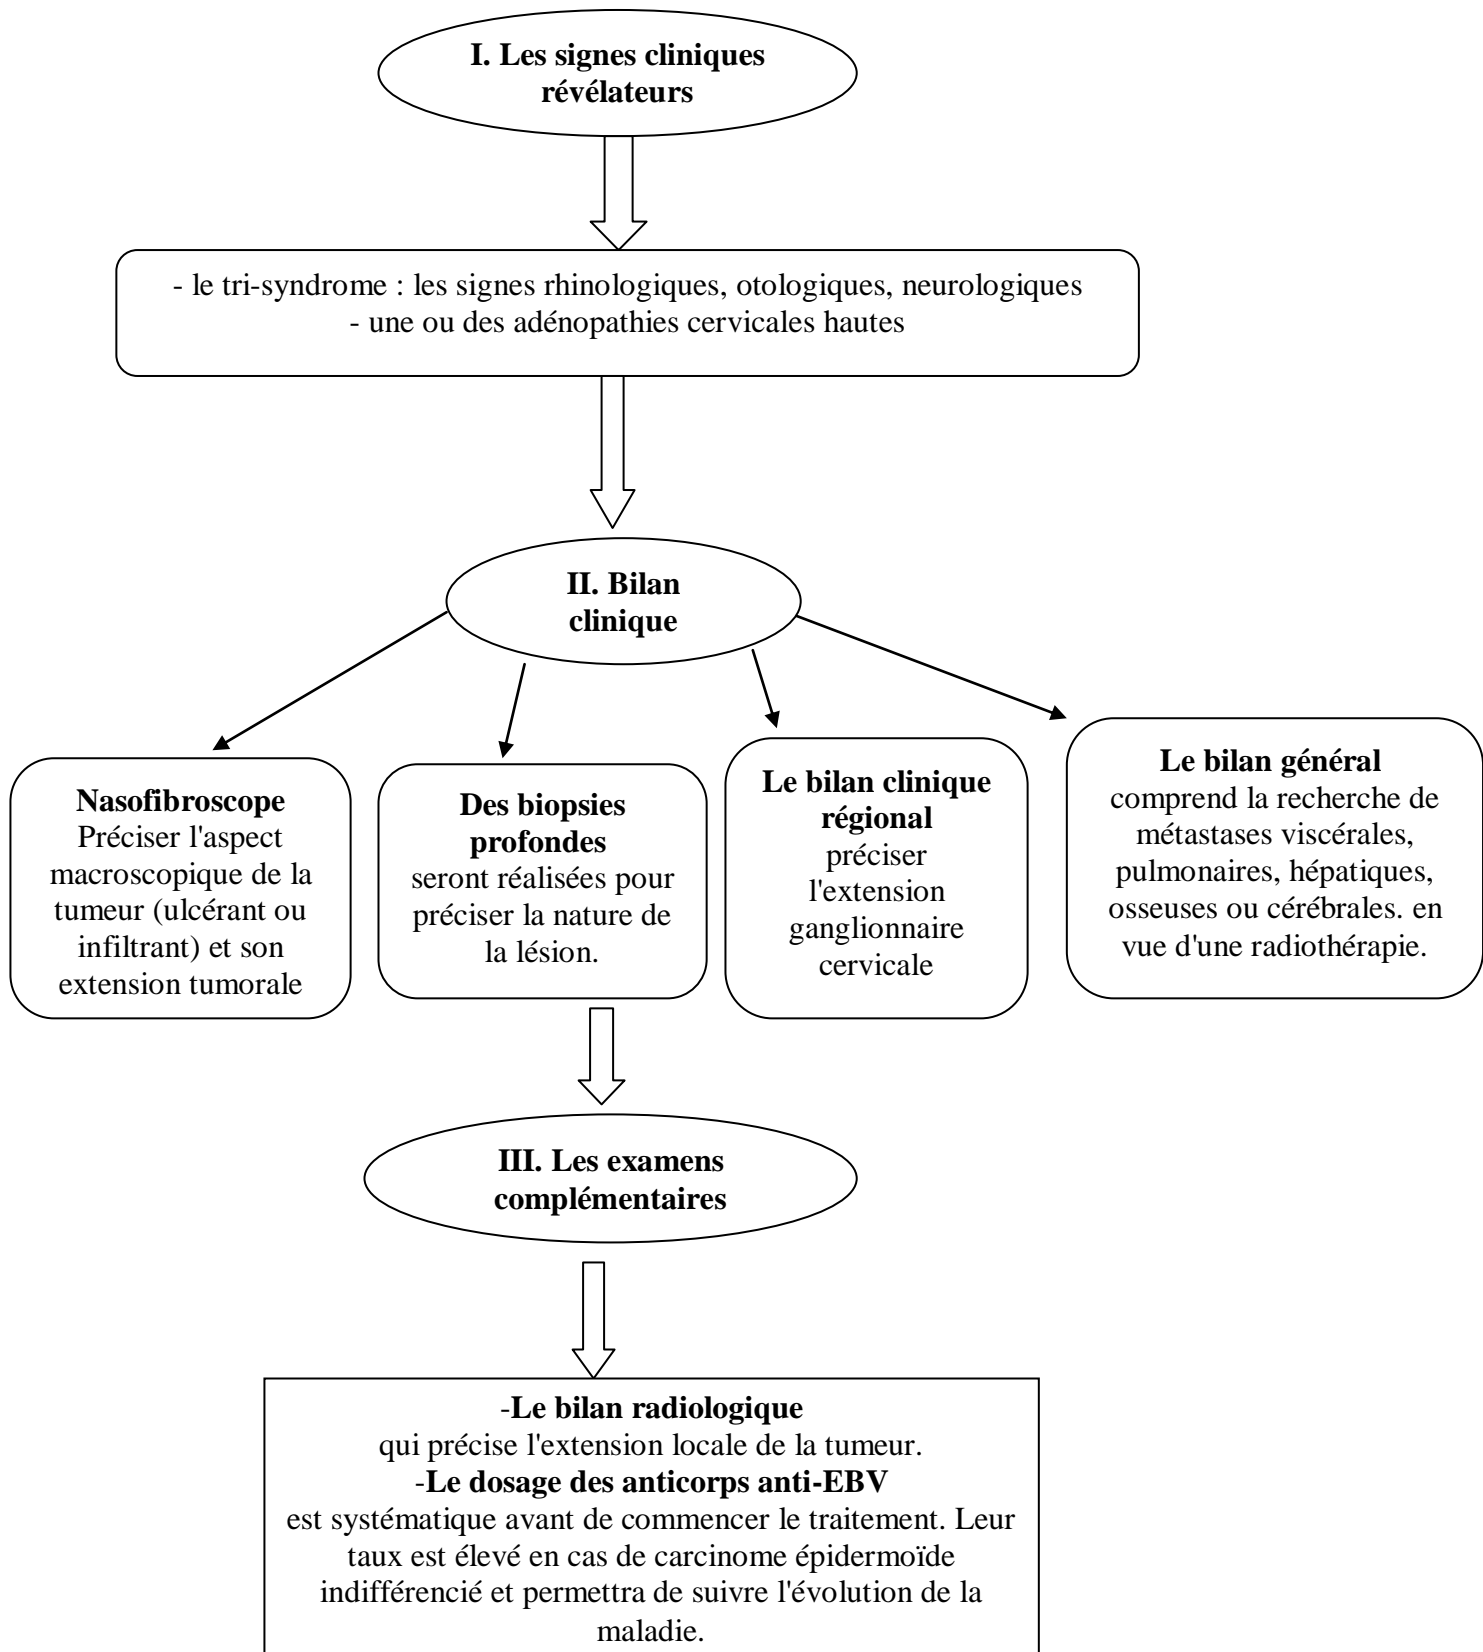 I. Les signes cliniques
révélateurs
- le tri-syndrome : les signes rhinologiques, otologiques, neurologiques
- une ou des adénopathies cervicales hautes
II. Bilan
clinique
Nasofibroscope
Préciser l'aspect
macroscopique de la
tumeur (ulcérant ou
infiltrant) et son
extension tumorale
Des biopsies
profondes
seront réalisées pour
préciser la nature de
la lésion.
Le bilan clinique
régional
préciser
l'extension
ganglionnaire
cervicale
Le bilan général
comprend la recherche de
métastases viscérales,
pulmonaires, hépatiques,
osseuses ou cérébrales. en
vue d'une radiothérapie.
III. Les examens
complémentaires
-Le bilan radiologique
qui précise l'extension locale de la tumeur.
-Le dosage des anticorps anti-EBV
est systématique avant de commencer le traitement. Leur
taux est élevé en cas de carcinome épidermoïde
indifférencié et permettra de suivre l'évolution de la
maladie.